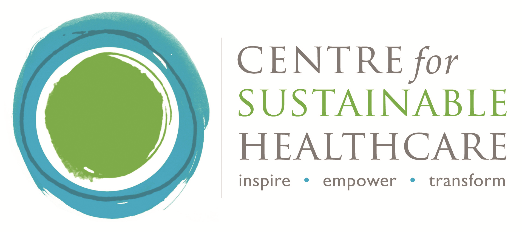 CENTRE for
SUSTAINABLE
HEALTHCARE
inspire • empower • transform